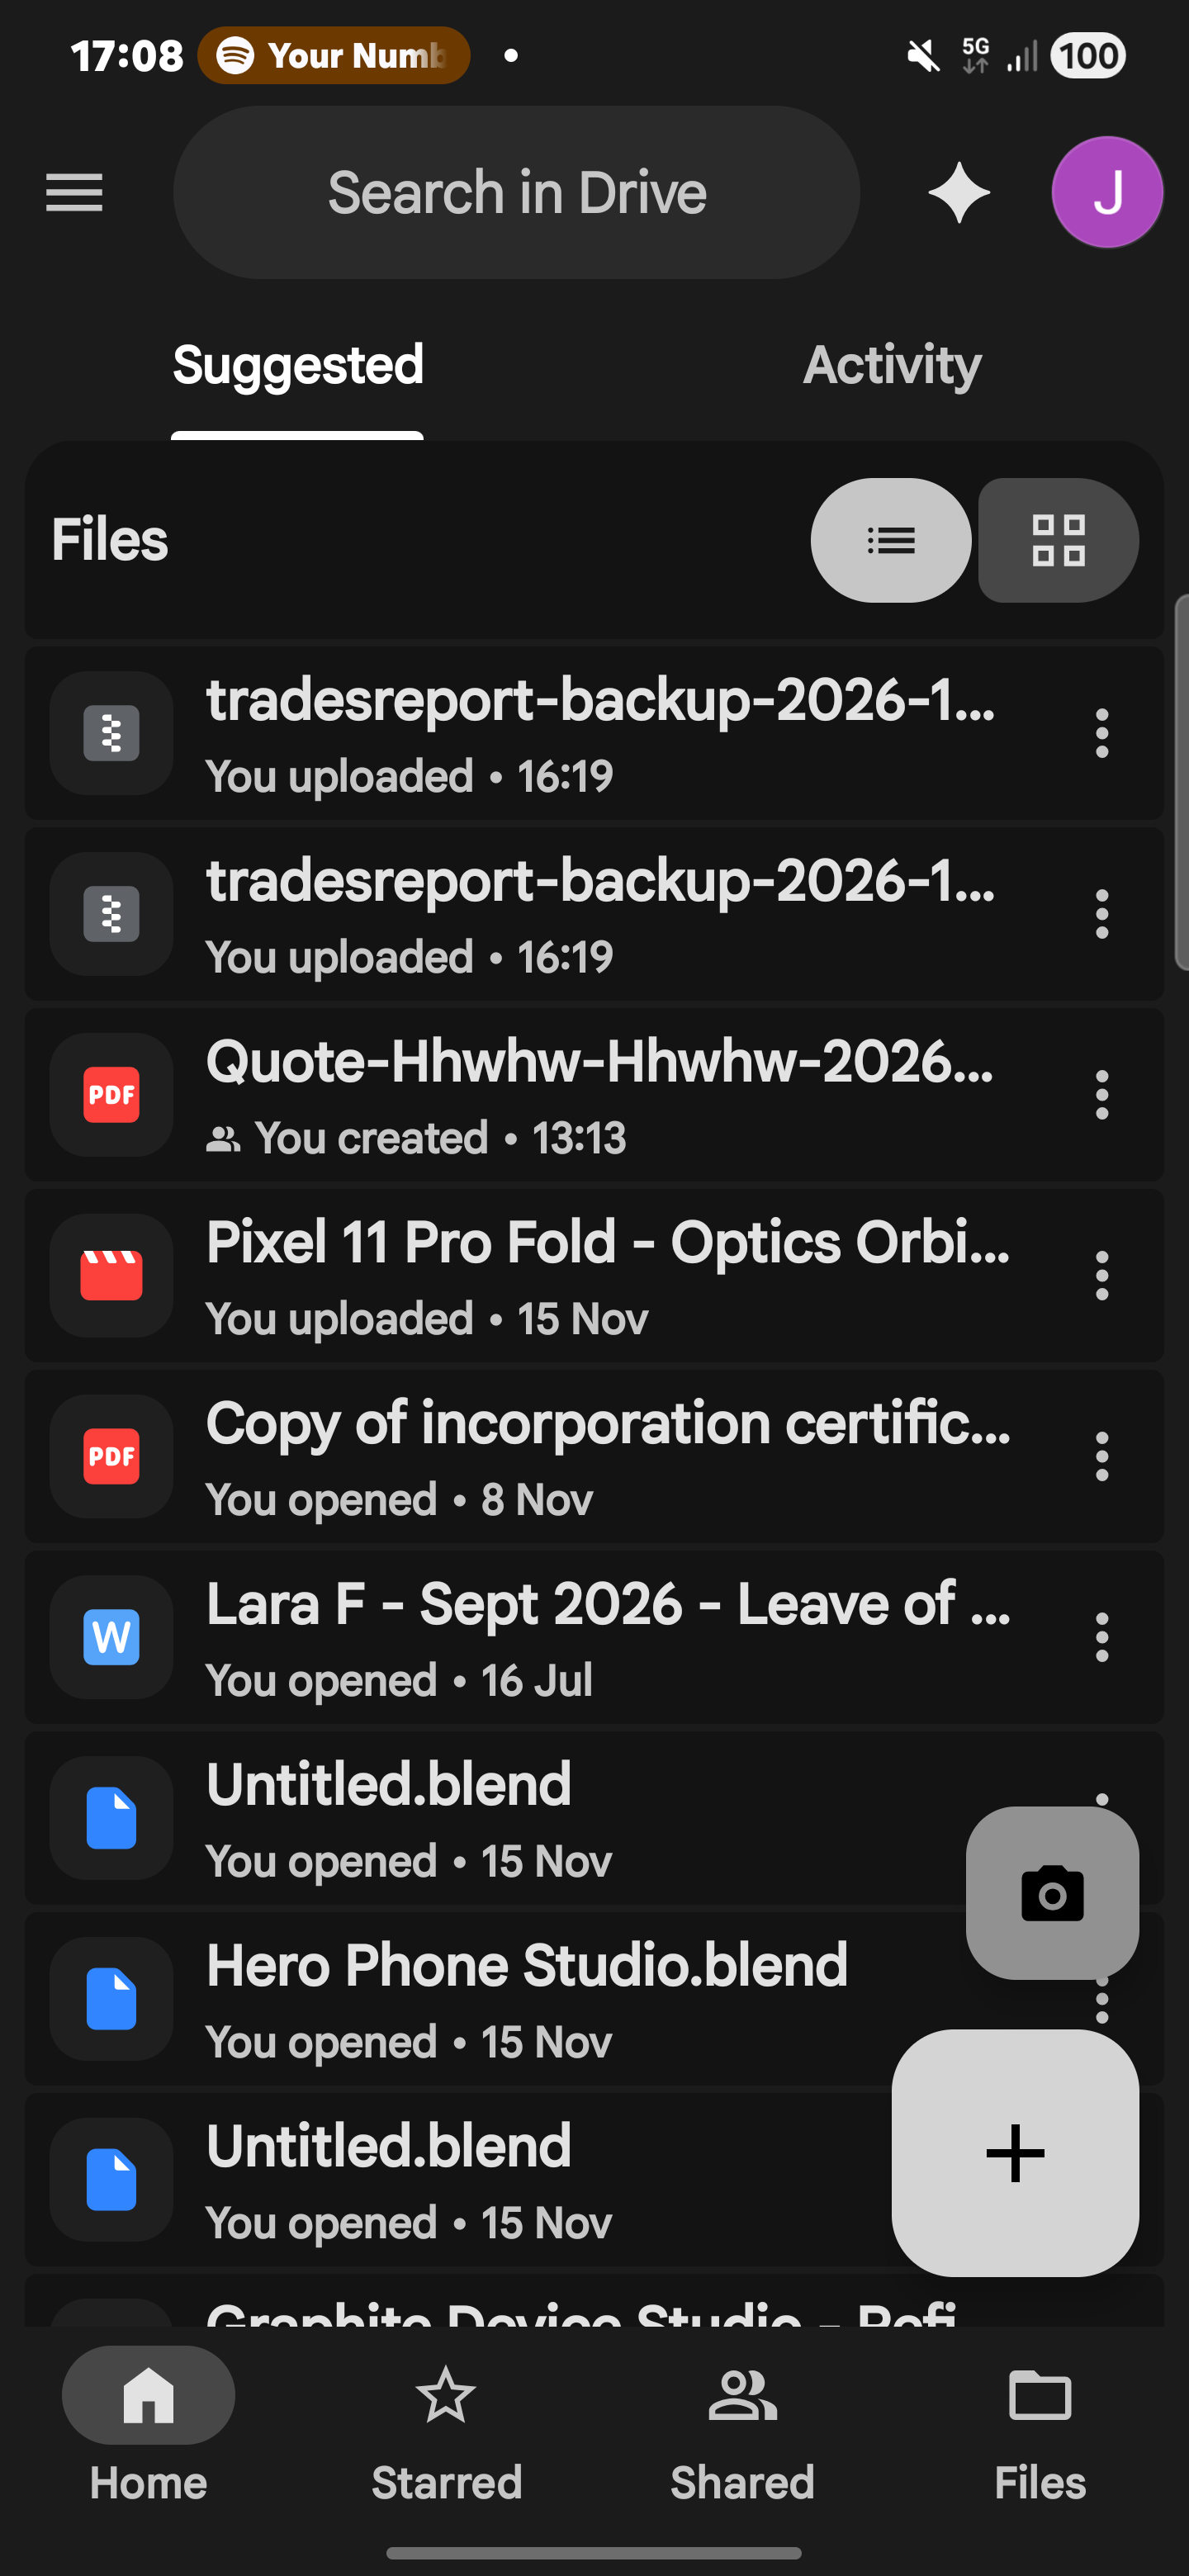 17:08
Your Numb
5G
100
Search in Drive
J
Suggested
Activity
Files
tradesreport-backup-2026-1...
You uploaded • 16:19
tradesreport-backup-2026-1...
You uploaded • 16:19
PDF
Quote-Hhwhw-Hhwhw-2026...
You created • 13:13
Pixel 11 Pro Fold - Optics Orbi...
You uploaded • 15 Nov
PDF
Copy of incorporation certific...
You opened • 8 Nov
W
Lara F - Sept 2026 - Leave of ...
You opened • 16 Jul
Untitled.blend
You opened • 15 Nov
Hero Phone Studio.blend
You opened • 15 Nov
Untitled.blend
You opened • 15 Nov
Graphite Device Studio - Refi
Home
Starred
Shared
Files